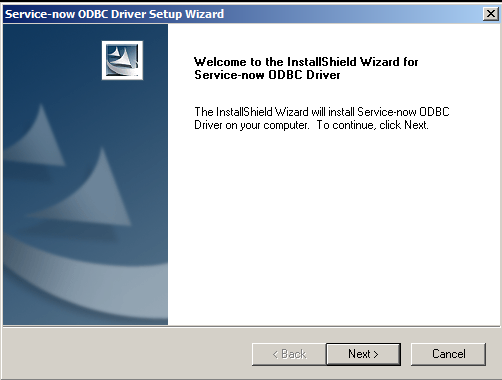 Service-now ODBC Driver Setup Wizard
Welcome to the InstallShield Wizard for
Service-now ODBC Driver
The InstallShield Wizard will install Service-now ODBC
Driver on your computer. To continue, click Next.
< Back
Next >
Cancel